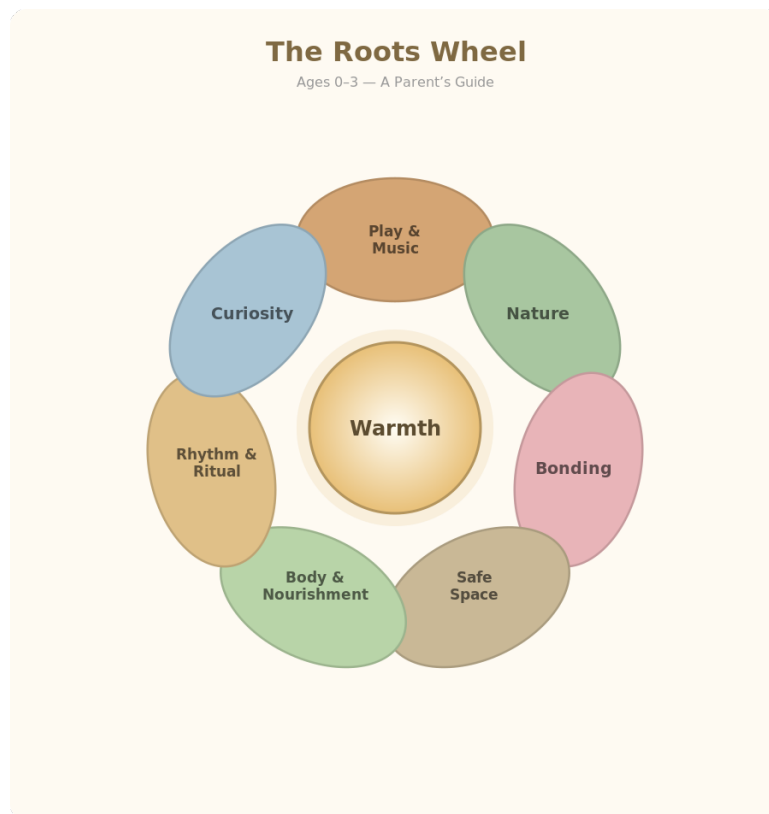 The Roots Wheel
Ages 0–3 — A Parent’s Guide
Play &
Music
Curiosity
Nature
Warmth
Rhythm &
Ritual
Bonding
Body &
Nourishment
Safe
Space